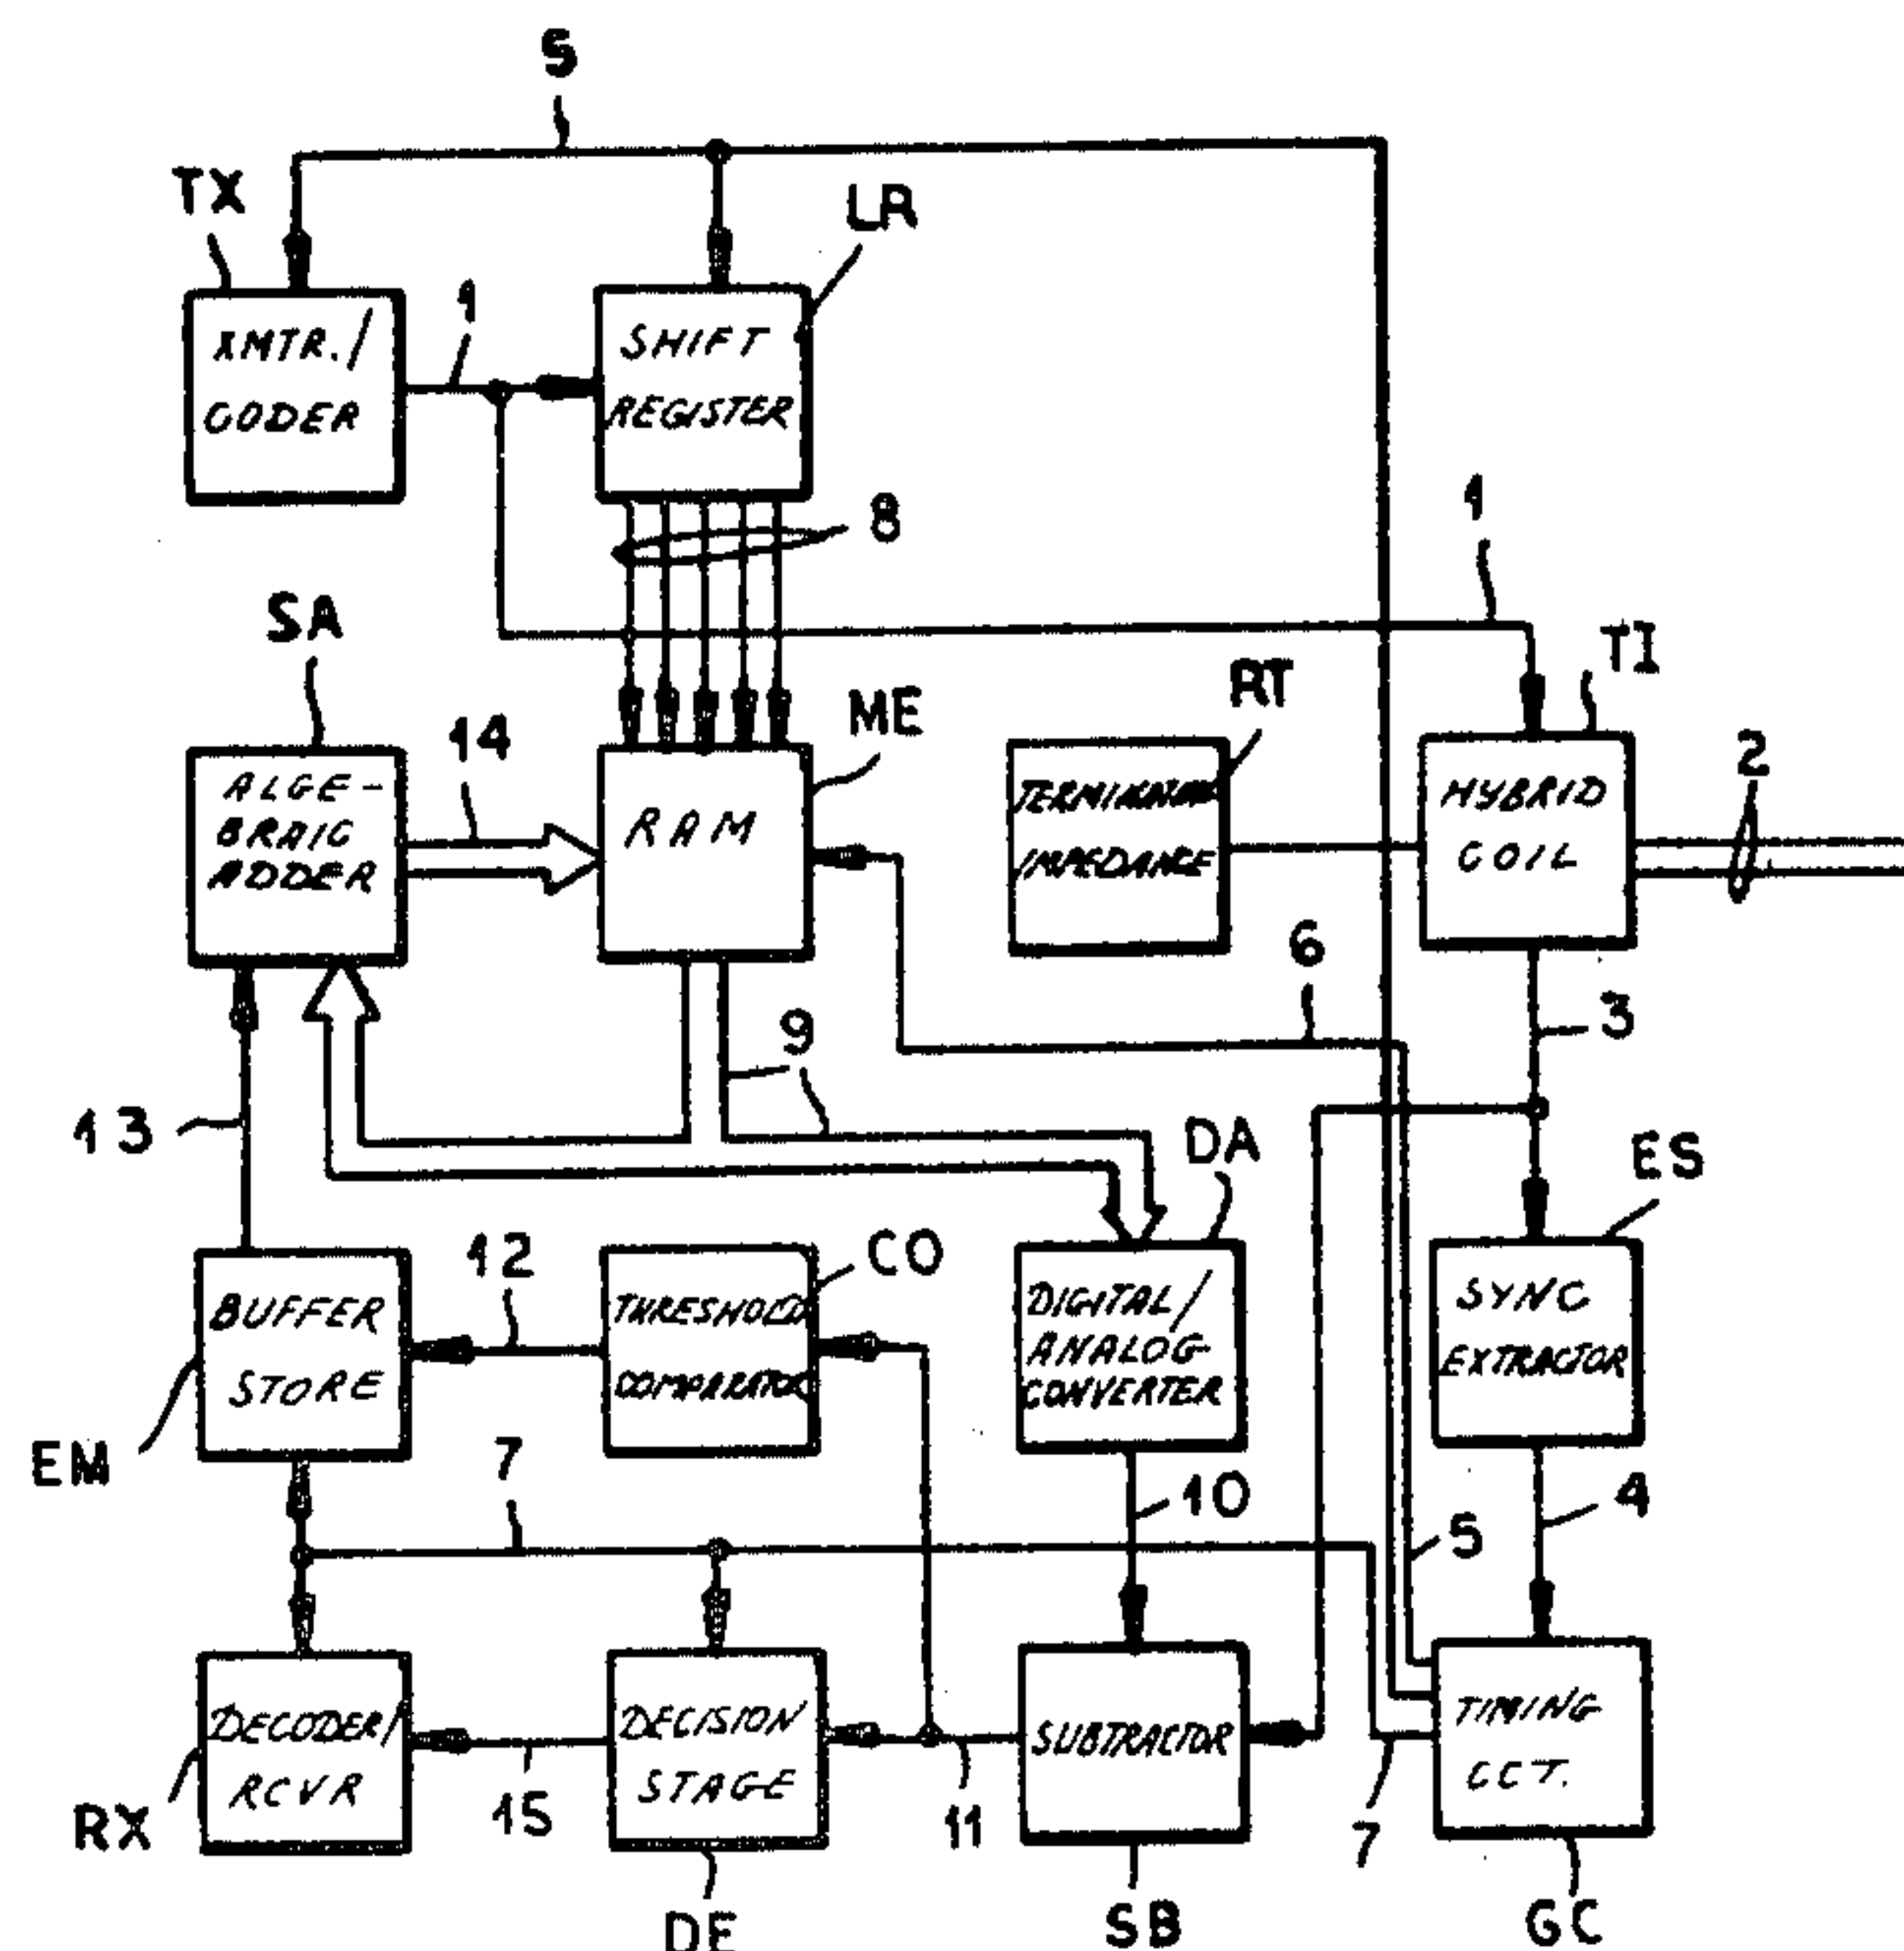 S
TX
LR
1
XMTR./
CODER
SHIFT
REGISTER
8
1
SA
14
ME
RT
TI
2
ALGE-
BRAIC
ADDER
RAM
TERMINATING
IMPEDANCE
HYBRID
COIL
6
3
9
13
DA
ES
12
CO
BUFFER
STORE
THRESHOLD
COMPARATOR
DIGITAL/
ANALOG
CONVERTER
SYNC
EXTRACTOR
EM
7
10
5
4
DECODER/
RCVR
DECISION
STAGE
SUBTRACTOR
TIMING
CCT.
RX
15
11
7
DE
SB
GC